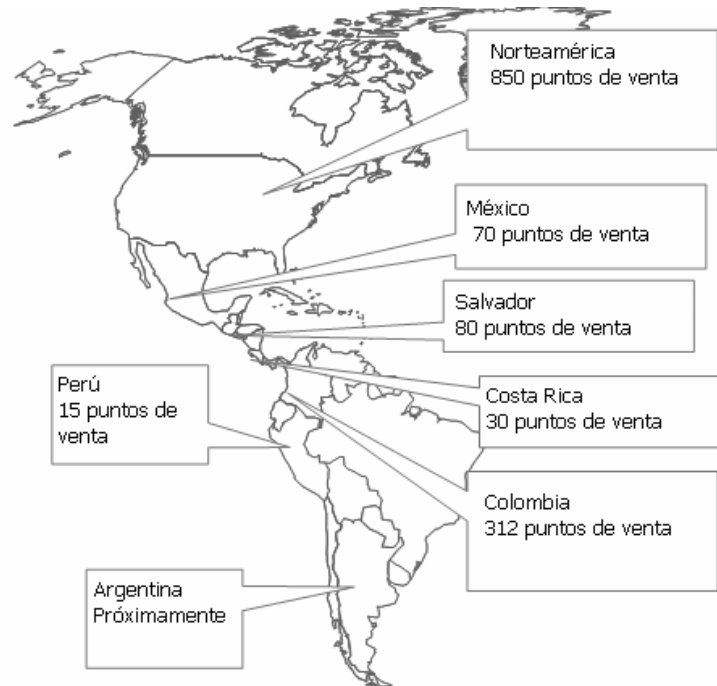 Norteamérica
850 puntos de venta
México
70 puntos de venta
Salvador
80 puntos de venta
Perú
15 puntos de
venta
Costa Rica
30 puntos de venta
Colombia
312 puntos de venta
Argentina
Próximamente